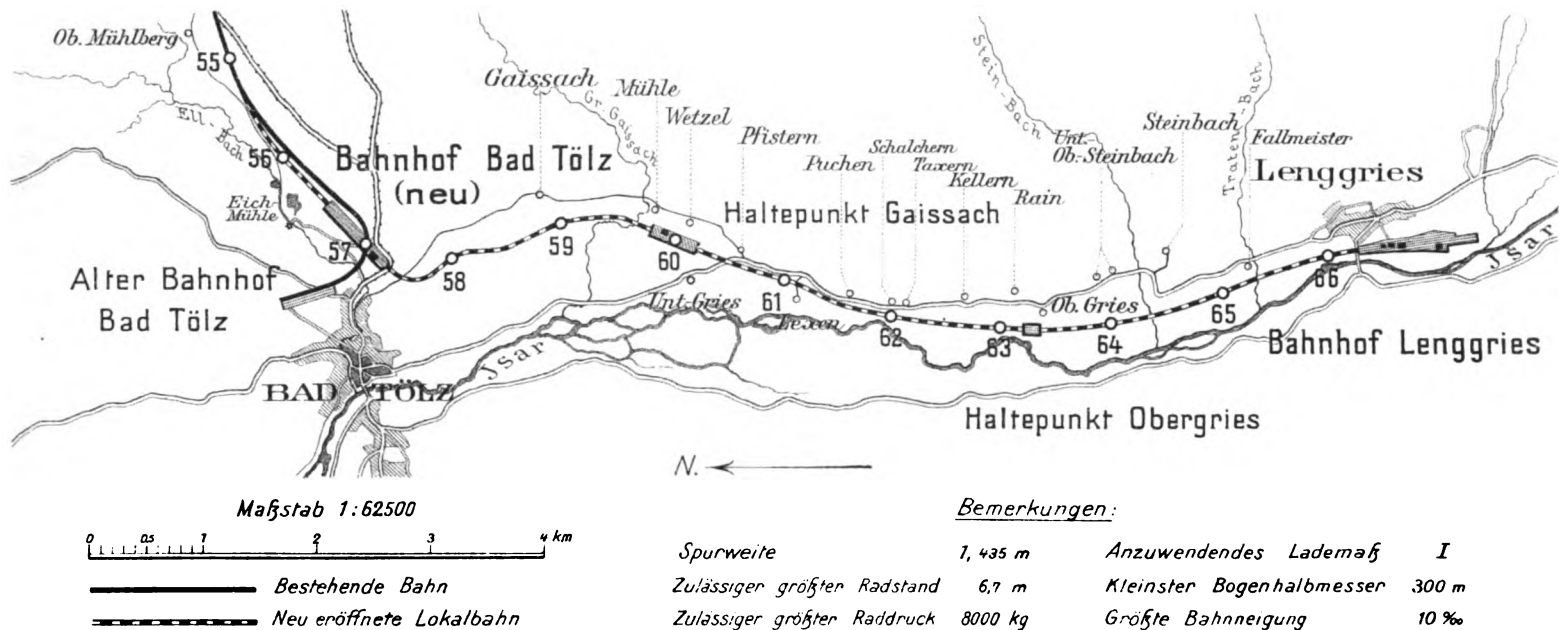 Ob. Mühlberg
55
Ell-Bach
56
Eich-
Mühle
Bahnhof Bad Tölz
(neu)
57
Alter Bahnhof
Bad Tölz
BAD TÖLZ
58
59
Gaissach
Gr. Gaissach
Mühle
Wetzel
Pfistern
Haltepunkt Gaissach
60
61
Unt. Gries
Lexen
JSar
Puchen
Schalchern
Taxern
Kellern
Rain
62
63
Ob. Gries
64
Stein-Bach
Unt.-
Ob.-Steinbach
Steinbach
Traten-Bach
Fallmeister
Lenggries
65
66
JSar
Bahnhof Lenggries
Haltepunkt Obergries
N.
Maßstab 1:62500
0 0,5 1 2 3 4 km
Bestehende Bahn
Neu eröffnete Lokalbahn
Bemerkungen:
Spurweite 1,435 m Anzuwendendes Lademaß I
Zulässiger größter Radstand 6,7 m Kleinster Bogenhalbmesser 300 m
Zulässiger größter Raddruck 8000 kg Größte Bahnneigung 10 ‰